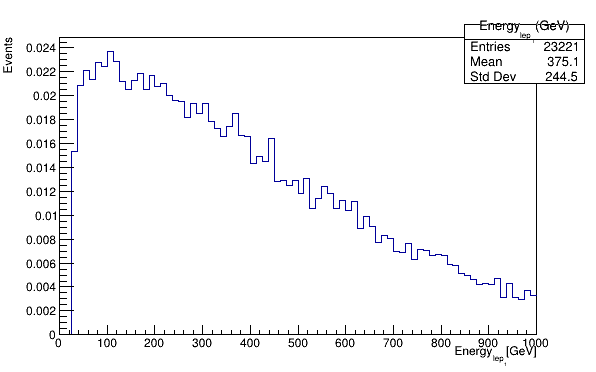 Energy_lep_1 (GeV)
Entries 23221
Mean 375.1
Std Dev 244.5
Events
0.024
0.022
0.02
0.018
0.016
0.014
0.012
0.01
0.008
0.006
0.004
0.002
0
0 100 200 300 400 500 600 700 800 900 1000
Energy_lep_1 [GeV]